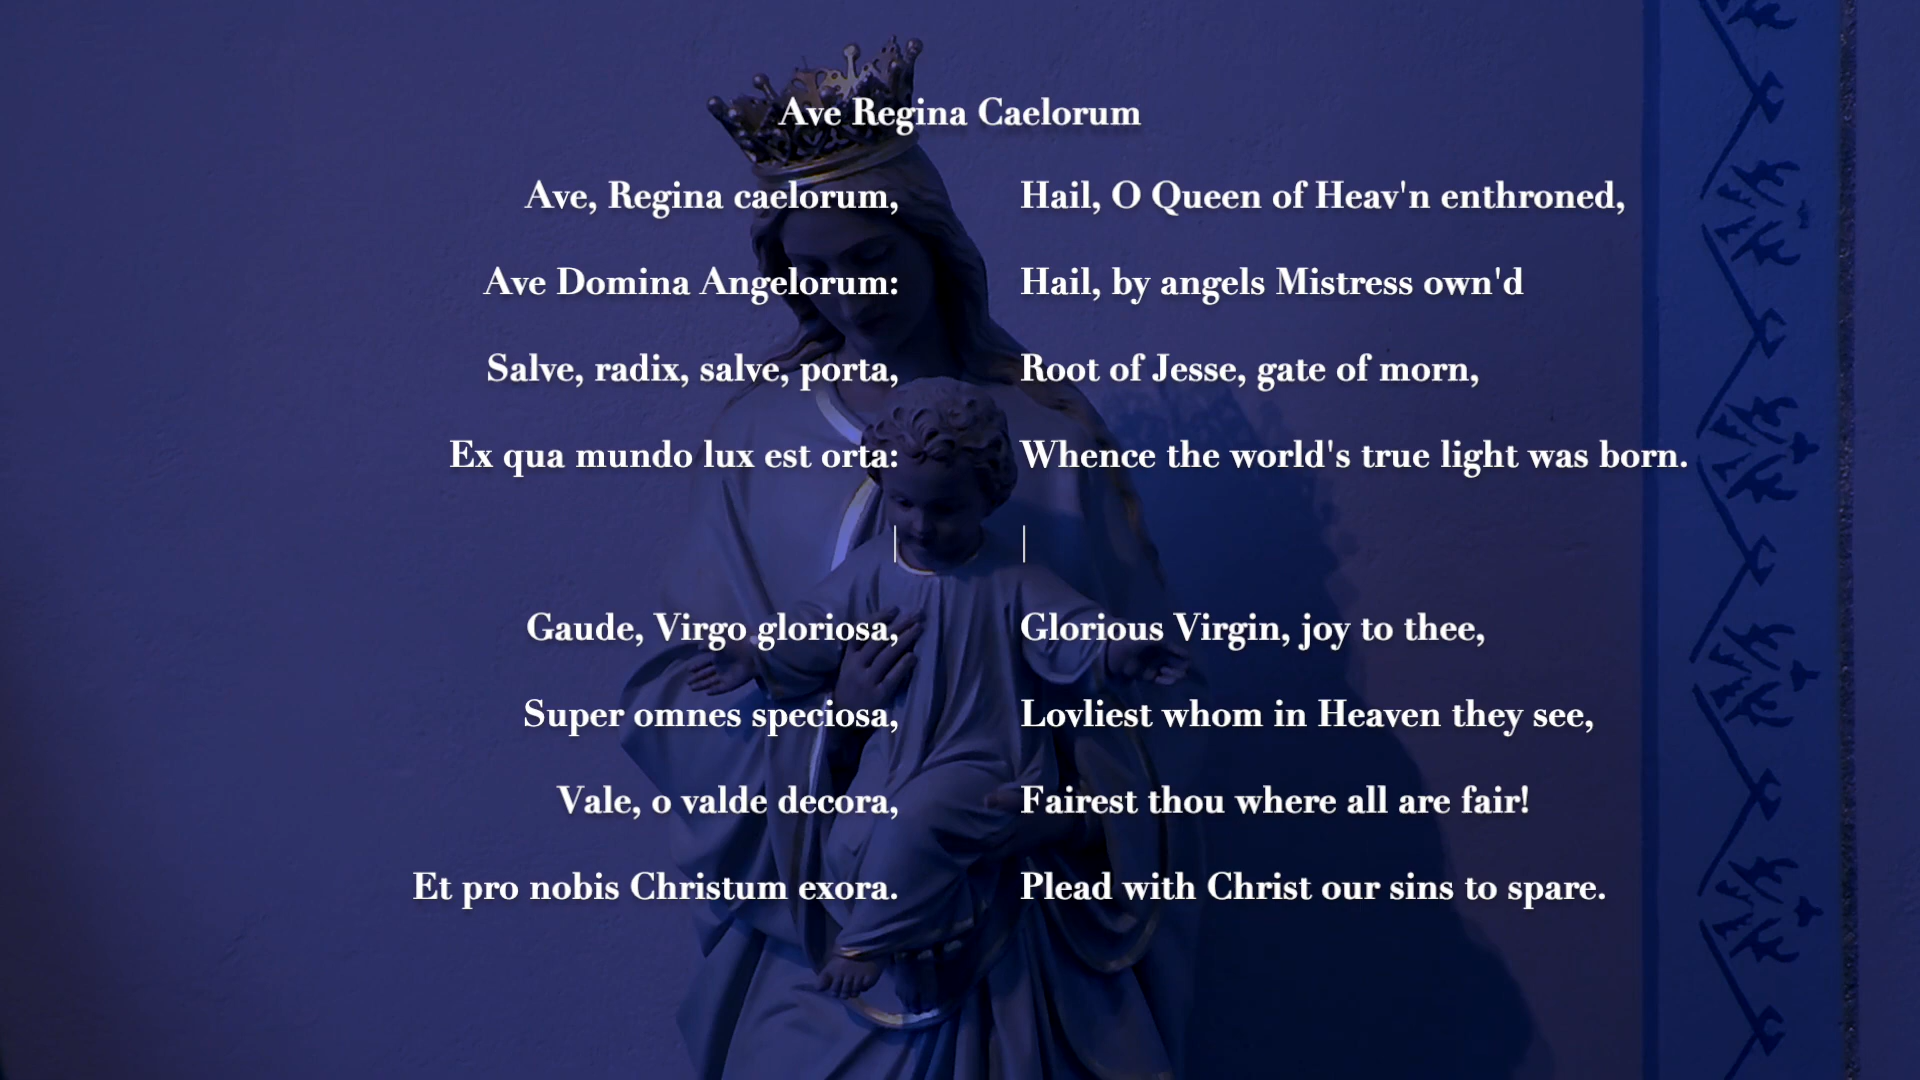 Ave Regina Caelorum
Ave, Regina caelorum,
Ave Domina Angelorum:
Salve, radix, salve, porta,
Ex qua mundo lux est orta:
|
Gaude, Virgo gloriosa,
Super omnes speciosa,
Vale, o valde decora,
Et pro nobis Christum exora.
Hail, O Queen of Heav'n enthroned,
Hail, by angels Mistress own'd
Root of Jesse, gate of morn,
Whence the world's true light was born.
|
Glorious Virgin, joy to thee,
Lovliest whom in Heaven they see,
Fairest thou where all are fair!
Plead with Christ our sins to spare.